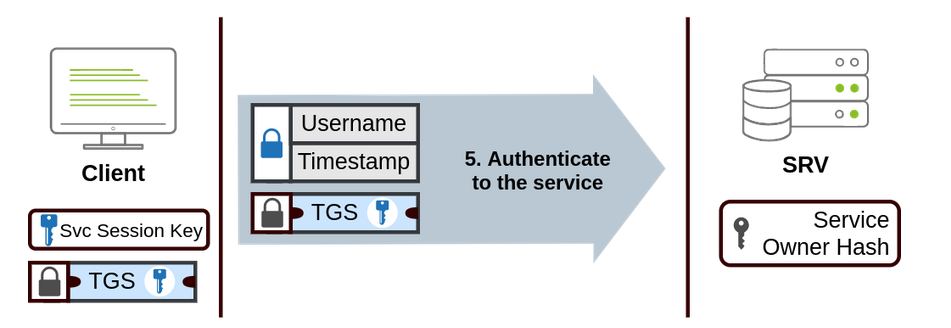 Username
Timestamp
TGS
5. Authenticate
to the service
Client
Svc Session Key
TGS
SRV
Service
Owner Hash